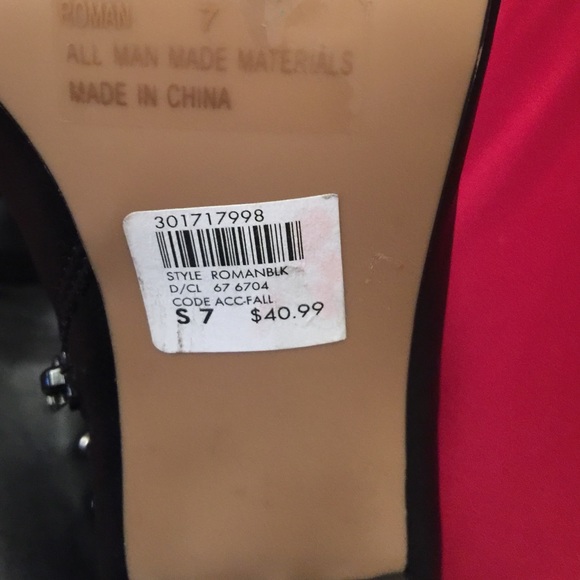 ROMAN 7
ALL MAN MADE MATERIALS
MADE IN CHINA
301717998
STYLE ROMANBLK
D/CL 67 6704
CODE ACC-FALL
S 7 $40.99